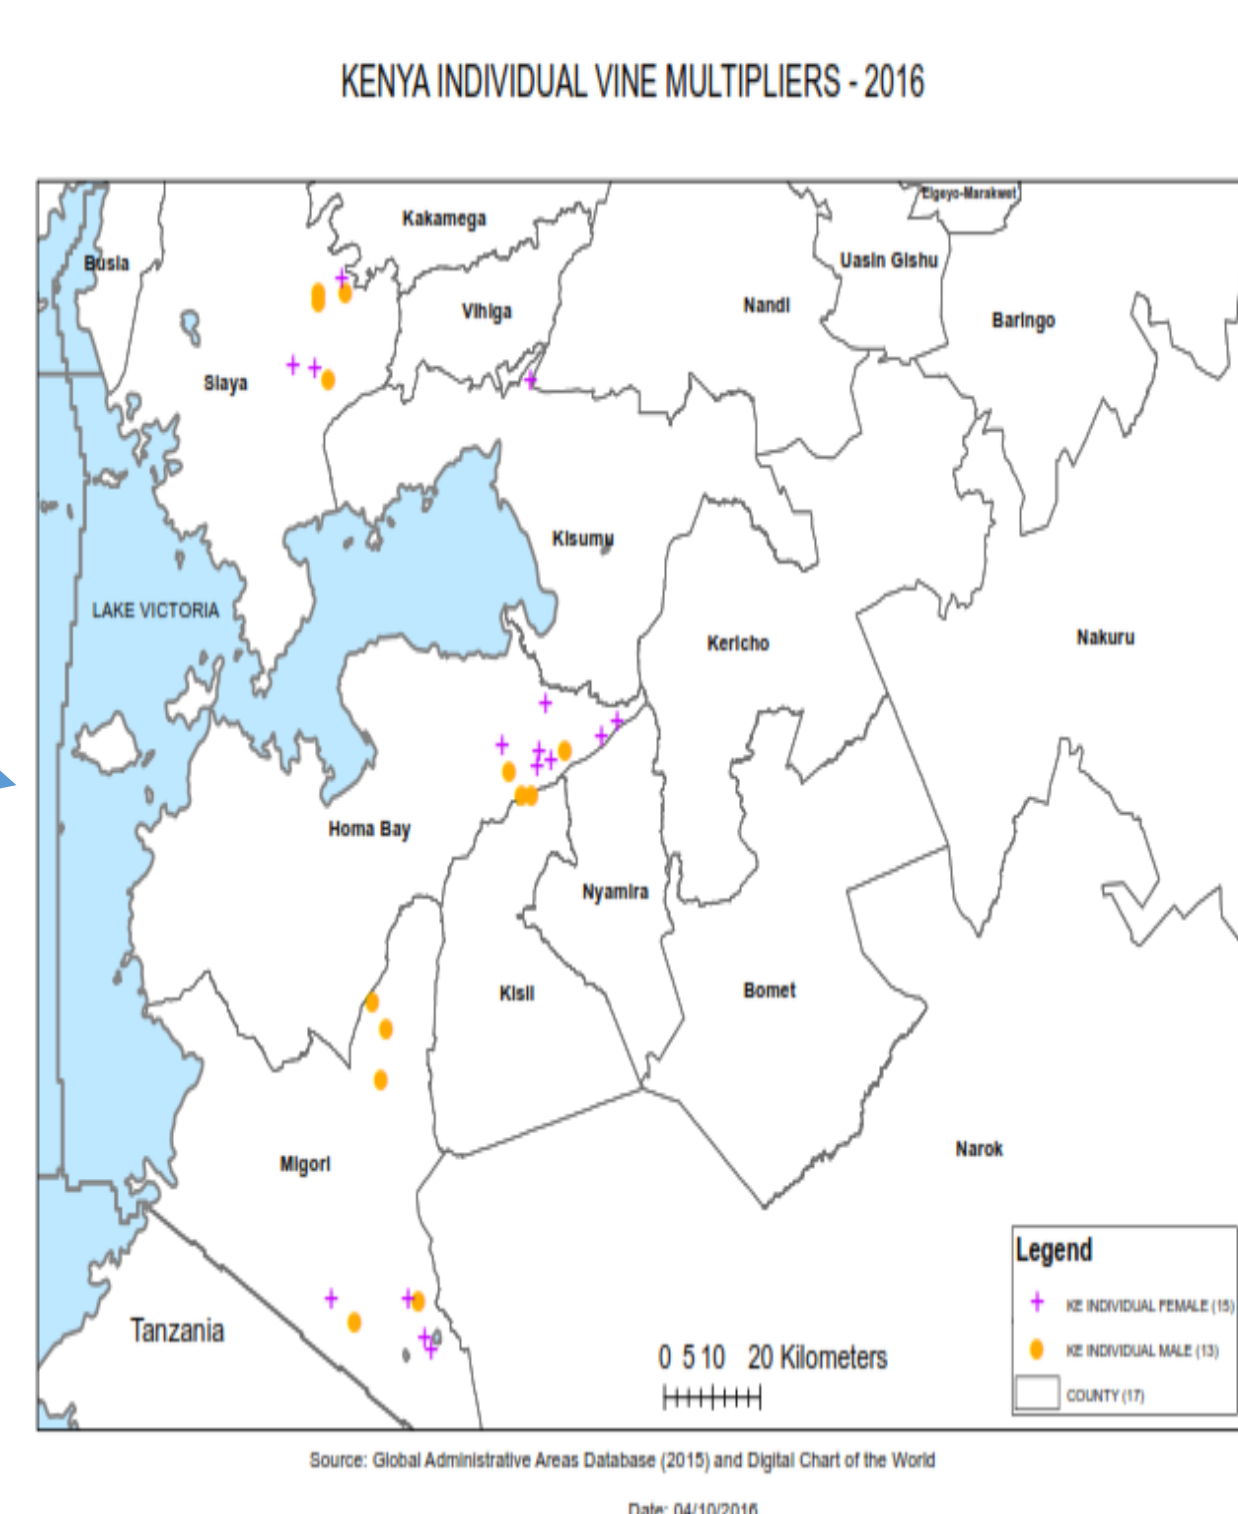 KENYA INDIVIDUAL VINE MULTIPLIERS - 2016
Elgeyo-Marakwet
Kakamega
Busia
Uasin Gishu
Vihiga
Nandi
Baringo
Siaya
Kisumu
LAKE VICTORIA
Kericho
Nakuru
Homa Bay
Nyamira
Kisii
Bomet
Narok
Migori
Legend
KE INDIVIDUAL FEMALE (15)
Tanzania
KE INDIVIDUAL MALE (13)
0 5 10 20 Kilometers
COUNTY (17)
Source: Global Administrative Areas Database (2015) and Digital Chart of the World
Date: 04/10/2016